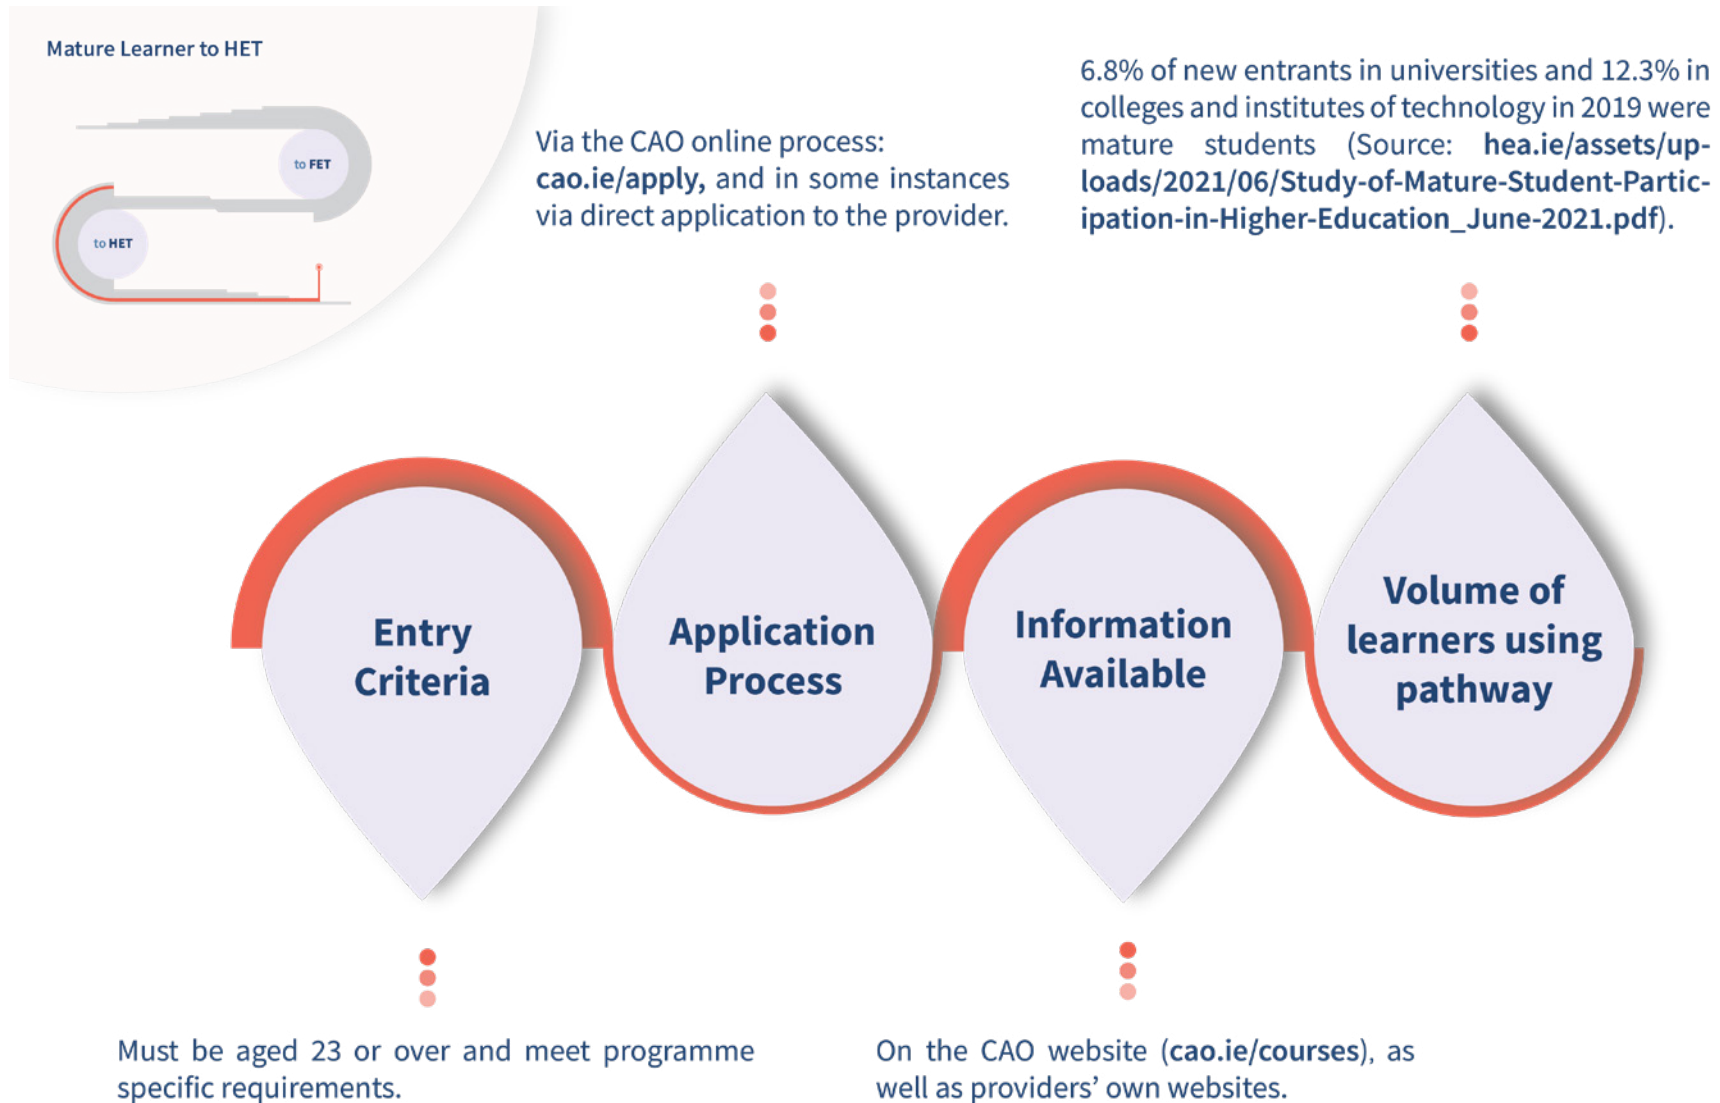 Mature Learner to HET
to FET
to HET
Via the CAO online process:
cao.ie/apply, and in some instances
via direct application to the provider.
6.8% of new entrants in universities and 12.3% in
colleges and institutes of technology in 2019 were
mature students (Source: hea.ie/assets/up-
loads/2021/06/Study-of-Mature-Student-Partic-
ipation-in-Higher-Education_June-2021.pdf).
Entry
Criteria
Application
Process
Information
Available
Volume of
learners using
pathway
Must be aged 23 or over and meet programme
specific requirements.
On the CAO website (cao.ie/courses), as
well as providers’ own websites.